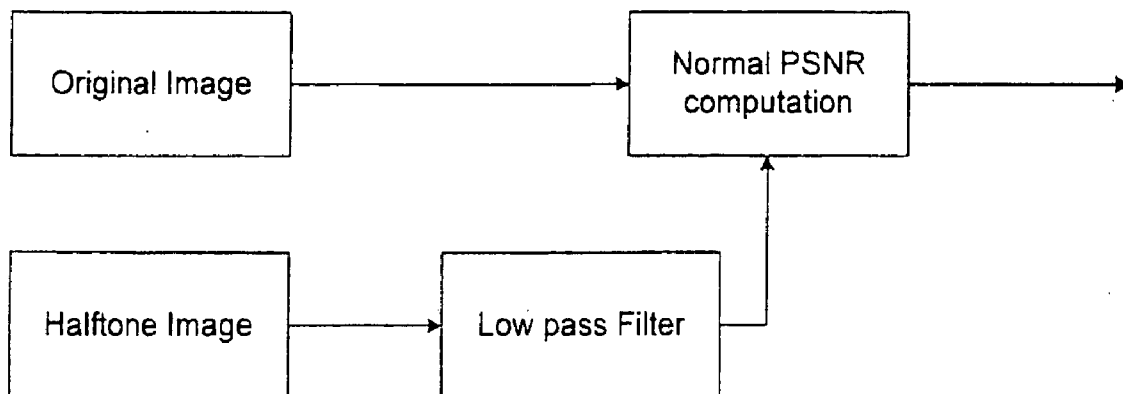 Original Image
Normal PSNR
computation
Halftone Image
Low pass Filter